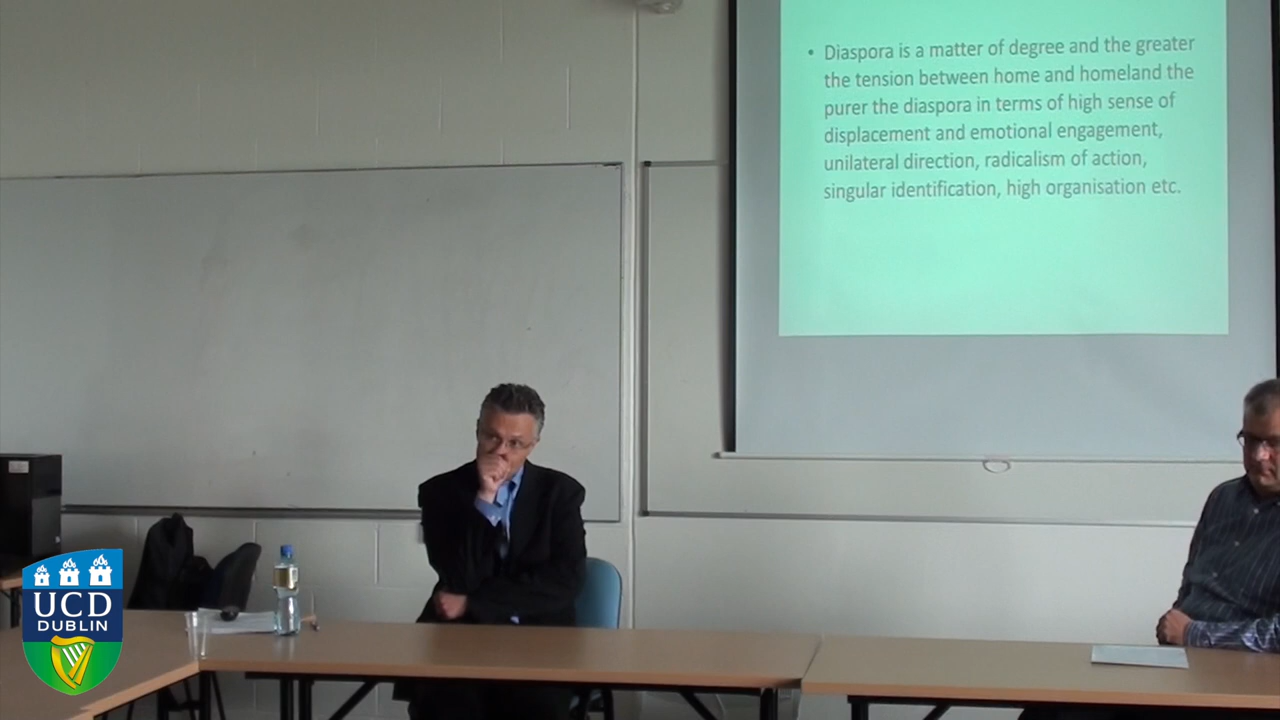 • Diaspora is a matter of degree and the greater
the tension between home and homeland the
purer the diaspora in terms of high sense of
displacement and emotional engagement,
unilateral direction, radicalism of action,
singular identification, high organisation etc.
UCD
DUBLIN